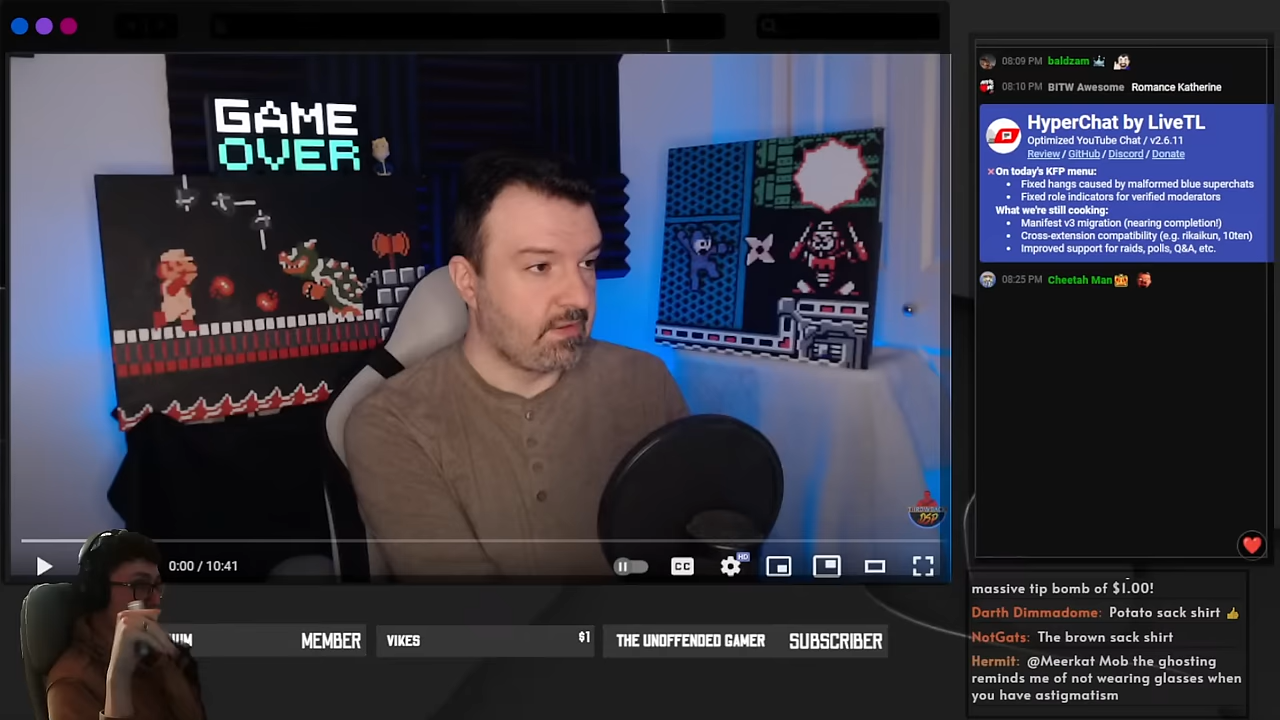 GAME
OVER
DSP
0:00 / 10:41
CC
HD
MEMBER
VIKES
$1
THE UNOFFENDED GAMER
SUBSCRIBER
08:09 PM baldzam
08:10 PM BITW Awesome Romance Katherine
HyperChat by LiveTL
Optimized YouTube Chat / v2.6.11
Review / GitHub / Discord / Donate
On today's KFP menu:
Fixed hangs caused by malformed blue superchats
Fixed role indicators for verified moderators
What we're still cooking:
Manifest v3 migration (nearing completion!)
Cross-extension compatibility (e.g. rikaikun, 10ten)
Improved support for raids, polls, Q&A, etc.
08:25 PM Cheetah Man
massive tip bomb of $1.00!
Darth Dimmadome: Potato sack shirt 👍
NotGats: The brown sack shirt
Hermit: @Meerkat Mob the ghosting
reminds me of not wearing glasses when
you have astigmatism